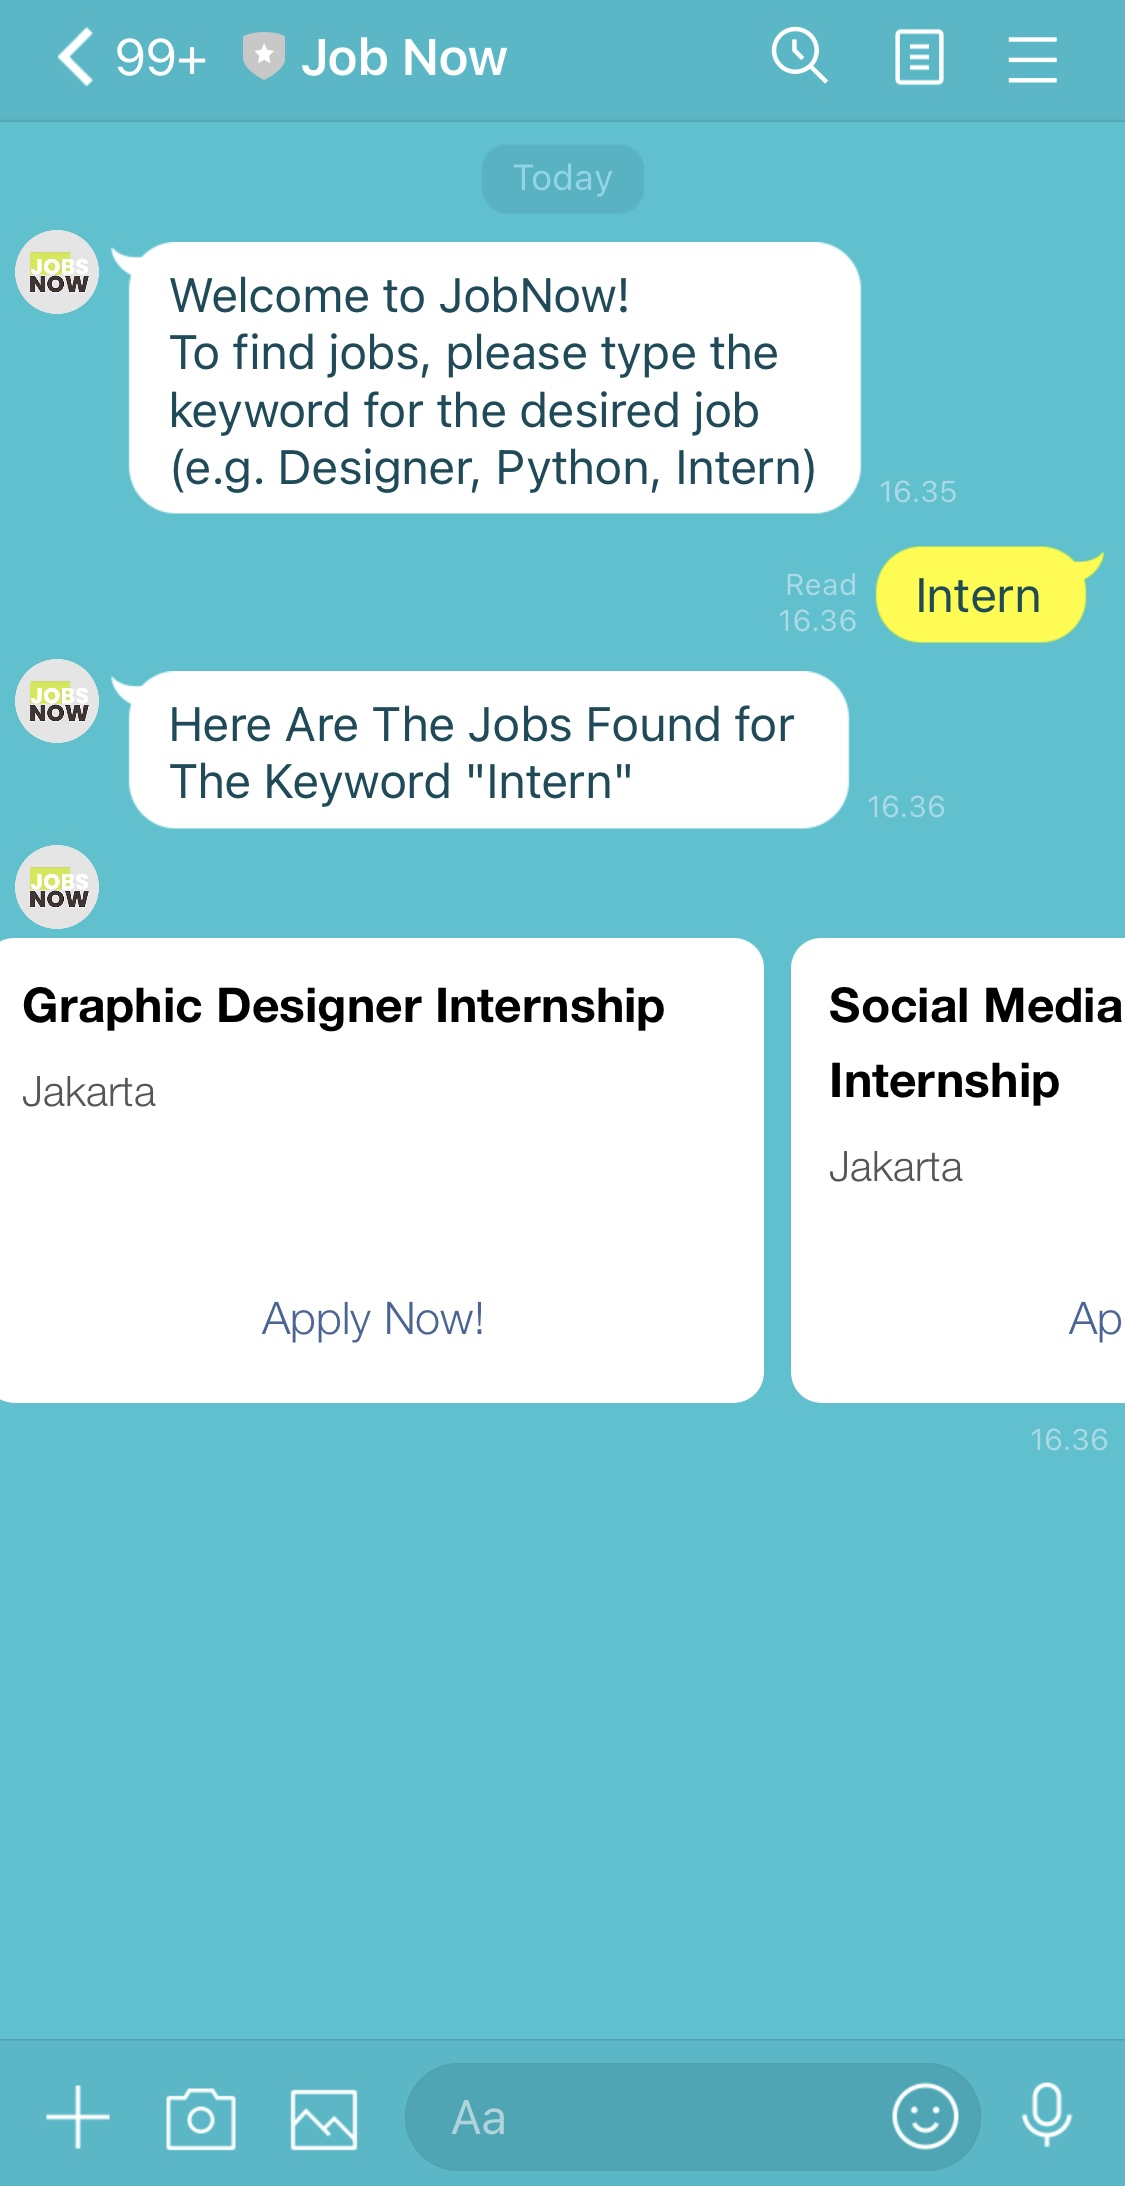 99+ Job Now
Today
JOBS
NOW
Welcome to JobNow!
To find jobs, please type the
keyword for the desired job
(e.g. Designer, Python, Intern)
16.35
Read
16.36
Intern
JOBS
NOW
Here Are The Jobs Found for
The Keyword "Intern"
16.36
JOBS
NOW
Graphic Designer Internship
Jakarta
Apply Now!
Social Media
Internship
Jakarta
Ap
16.36
Aa